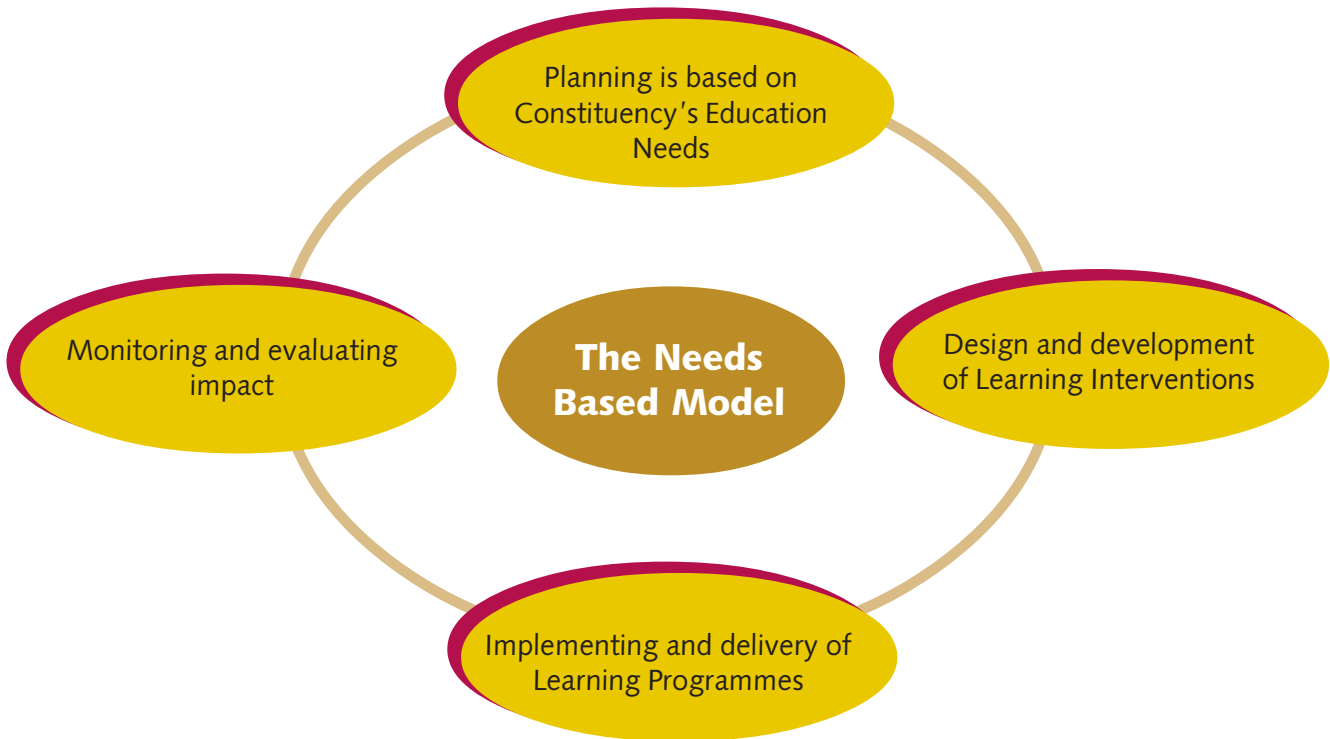 Planning is based on
Constituency's Education
Needs
Monitoring and evaluating
impact
The Needs
Based Model
Design and development
of Learning Interventions
Implementing and delivery of
Learning Programmes